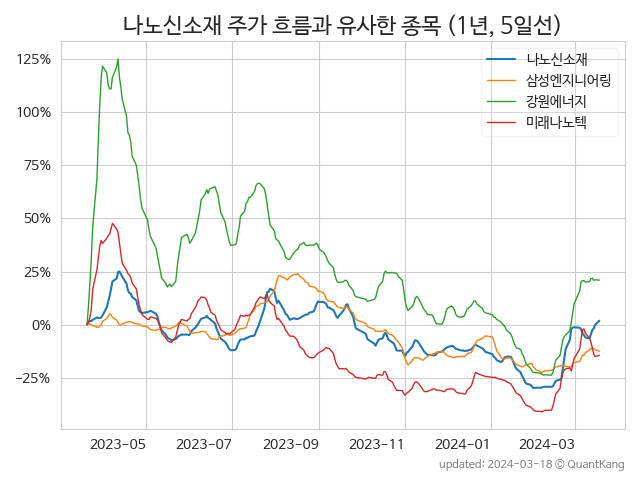 나노신소재 주가 흐름과 유사한 종목 (1년, 5일선)
나노신소재
삼성엔지니어링
강원에너지
미래나노텍
125%
100%
75%
50%
25%
0%
−25%
2023-05 2023-07 2023-09 2023-11 2024-01 2024-03
updated: 2024-03-18 © QuantKang